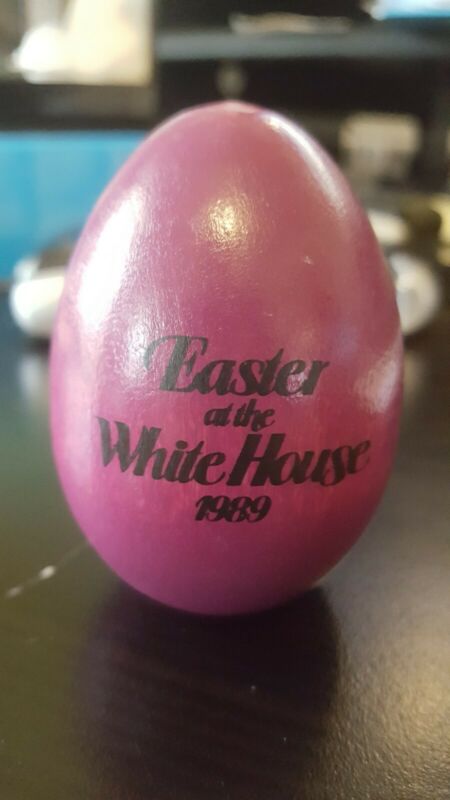 Easter
at the
White House
1989